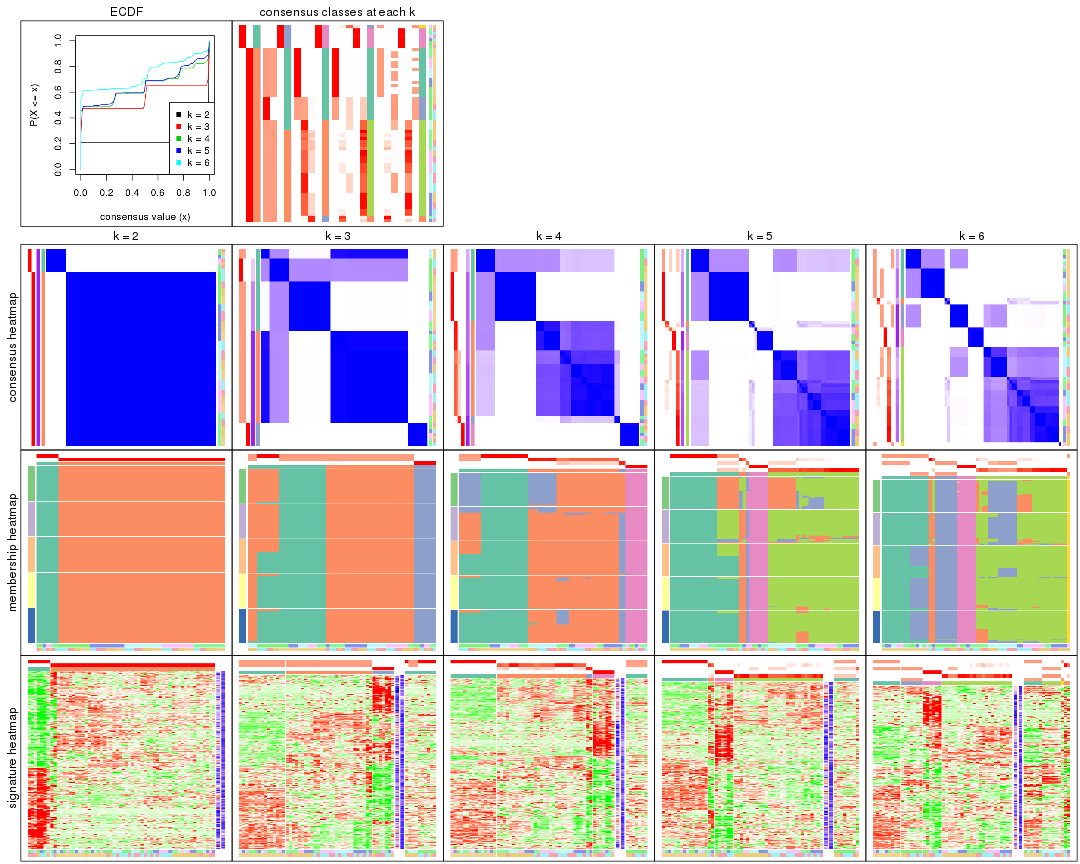 ECDF
consensus classes at each k
P(X <= x)
0.0 0.2 0.4 0.6 0.8 1.0
k = 2
k = 3
k = 4
k = 5
k = 6
0.0 0.2 0.4 0.6 0.8 1.0
consensus value (x)
k = 2
k = 3
k = 4
k = 5
k = 6
consensus heatmap
membership heatmap
signature heatmap